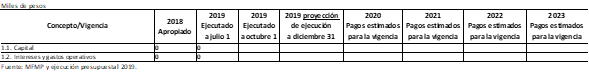 Miles de pesos
Concepto/Vigencia 2018 Apropiado 2019 Ejecutado a julio 1 2019 Ejecutado a octubre 1 2019 proyección de ejecución a diciembre 31 2020 Pagos estimados para la vigencia 2021 Pagos estimados para la vigencia 2022 Pagos estimados para la vigencia 2023 Pagos estimados para la vigencia
1.1. Capital 0 0
1.2. Intereses y gastos operativos 0 0
Fuente: MFMP y ejecución presupuestal 2019.